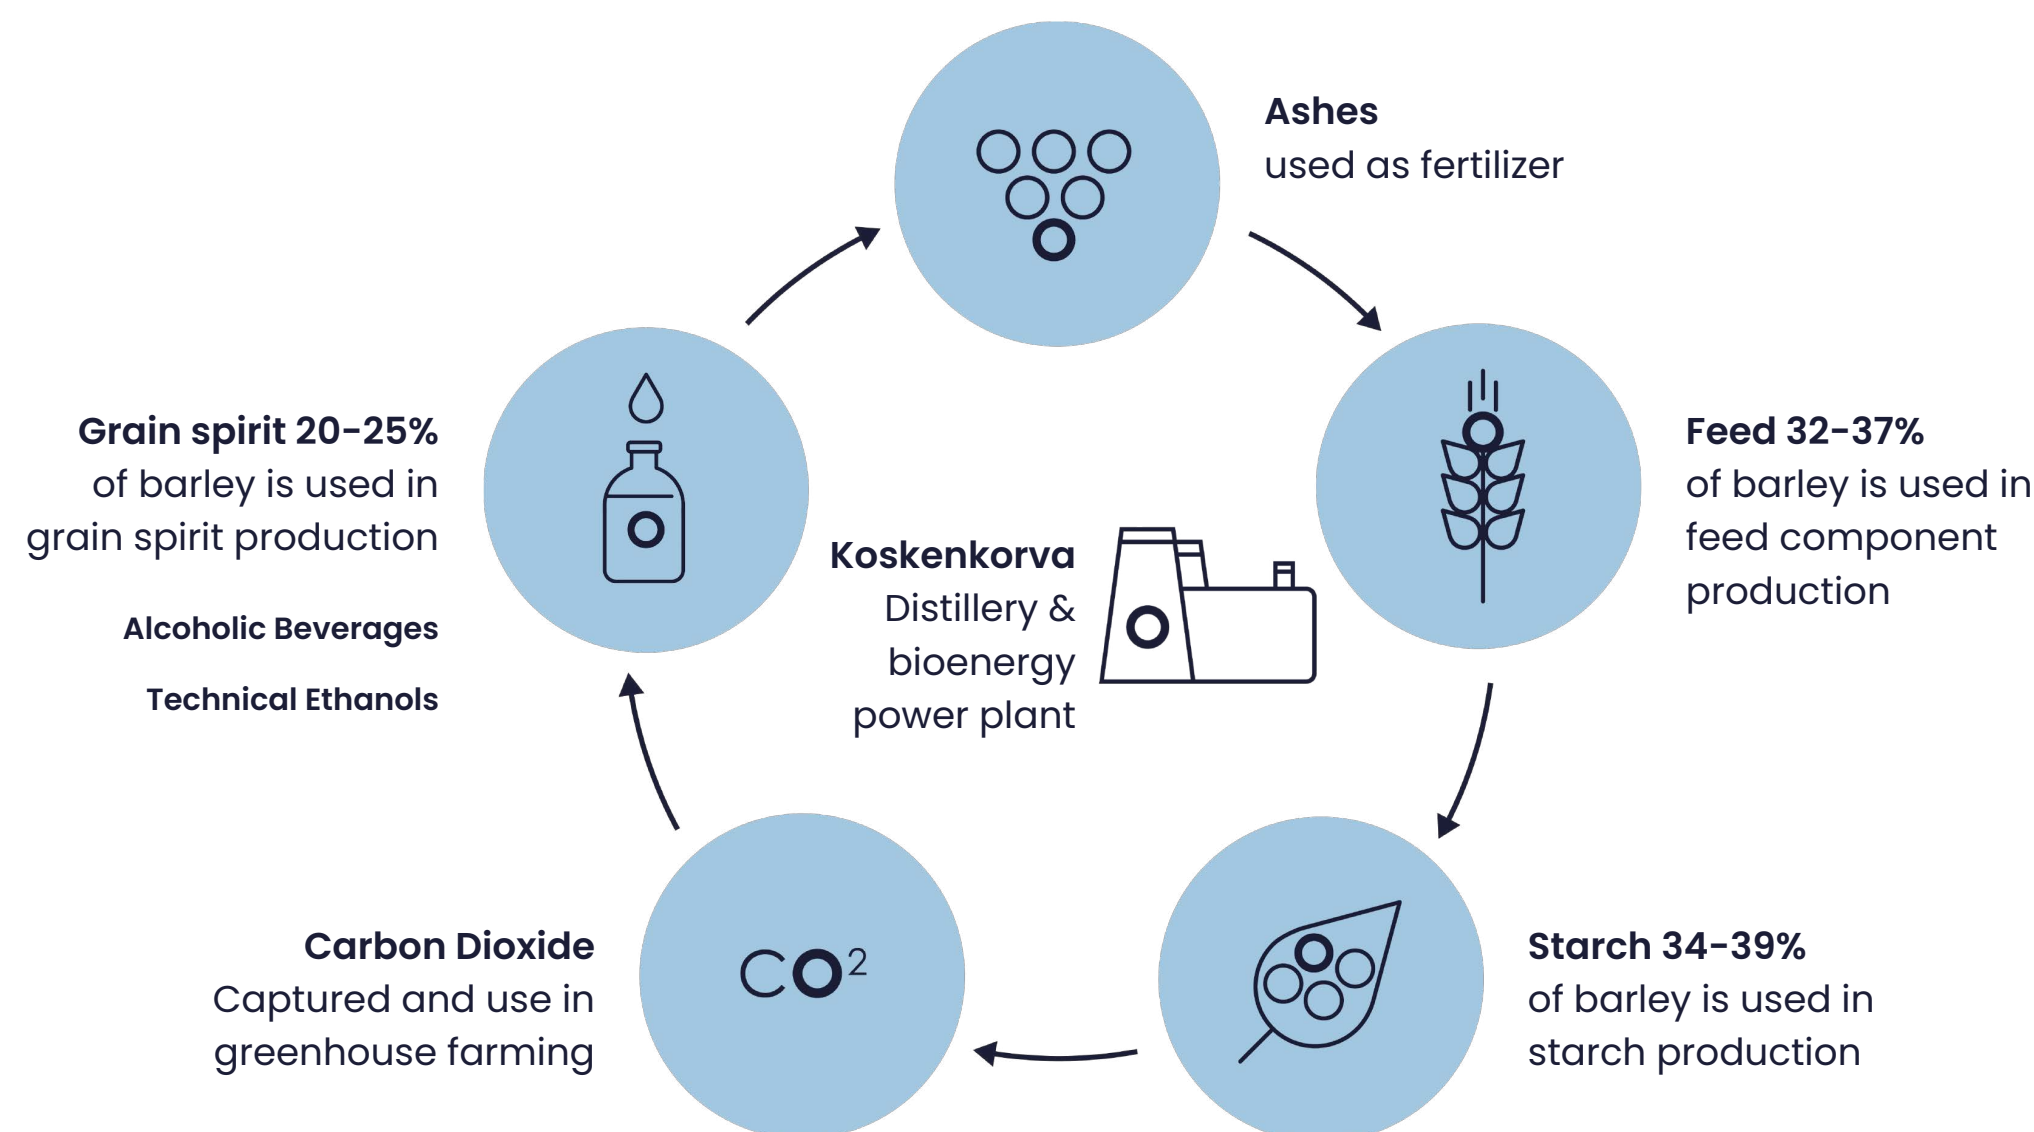 Ashes
used as fertilizer
Feed 32-37%
of barley is used in
feed component
production
Starch 34-39%
of barley is used in
starch production
Carbon Dioxide
Captured and use in
greenhouse farming
CO²
Grain spirit 20-25%
of barley is used in
grain spirit production
Alcoholic Beverages
Technical Ethanols
Koskenkorva
Distillery &
bioenergy
power plant